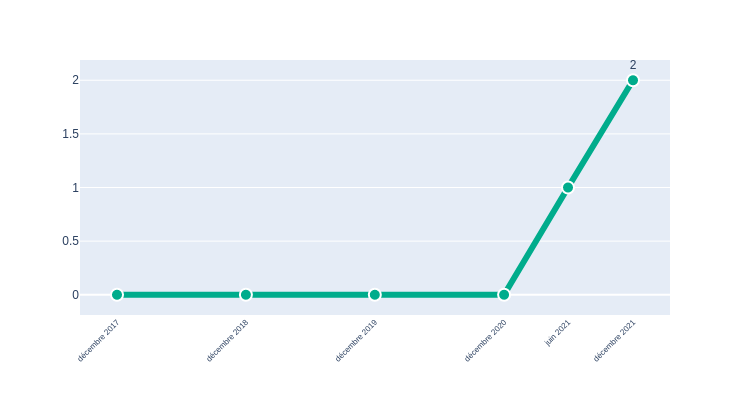 2
2
1.5
1
0.5
0
décembre 2017
décembre 2018
décembre 2019
décembre 2020
juin 2021
décembre 2021